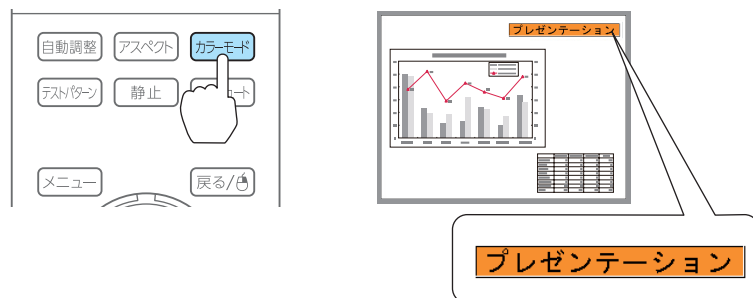 自動調整 アスペクト カラーモード
テストパターン 静止 ート
メニュー 戻る/
プレゼンテーション
プレゼンテーション